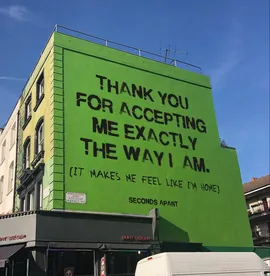 THANK YOU
FOR ACCEPTING
ME EXACTLY
THE WAY I AM.
(IT MAKES ME FEEL LIKE I'M HOME)
SECONDS APART